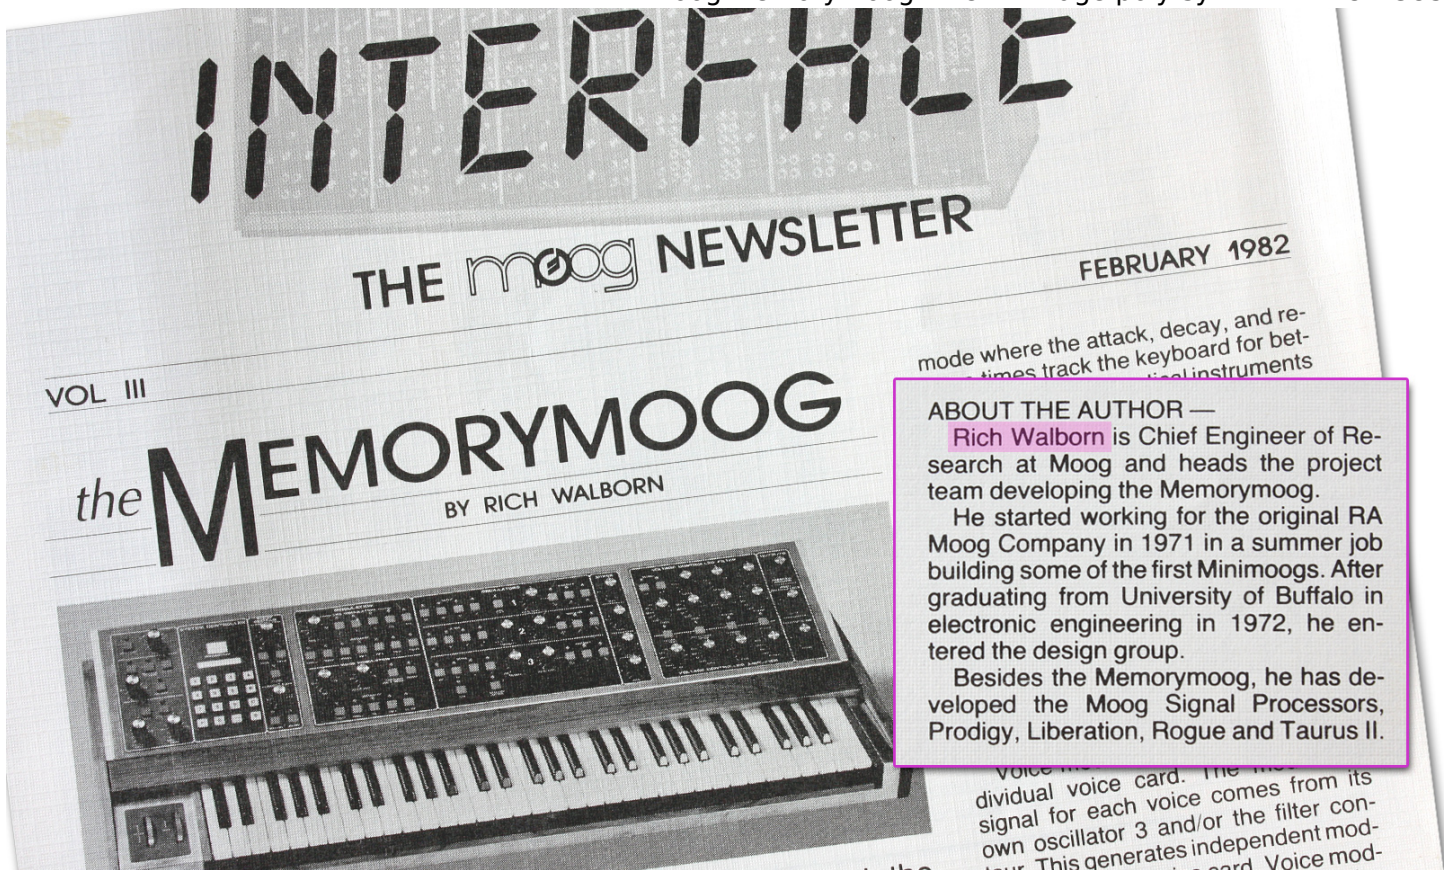 INTERFACE
THE moog NEWSLETTER
FEBRUARY 1982
VOL III
the MEMORYMOOG
BY RICH WALBORN
mode where the attack, decay, and re-
times track the keyboard for bet-
instruments
ABOUT THE AUTHOR —
Rich Walborn is Chief Engineer of Re-
search at Moog and heads the project
team developing the Memorymoog.
He started working for the original RA
Moog Company in 1971 in a summer job
building some of the first Minimoogs. After
graduating from University of Buffalo in
electronic engineering in 1972, he en-
tered the design group.
Besides the Memorymoog, he has de-
veloped the Moog Signal Processors,
Prodigy, Liberation, Rogue and Taurus II.
dividual voice card. The
signal for each voice comes from its
own oscillator 3 and/or the filter con-
tour. This generates independent mod-
card. Voice mod-
the